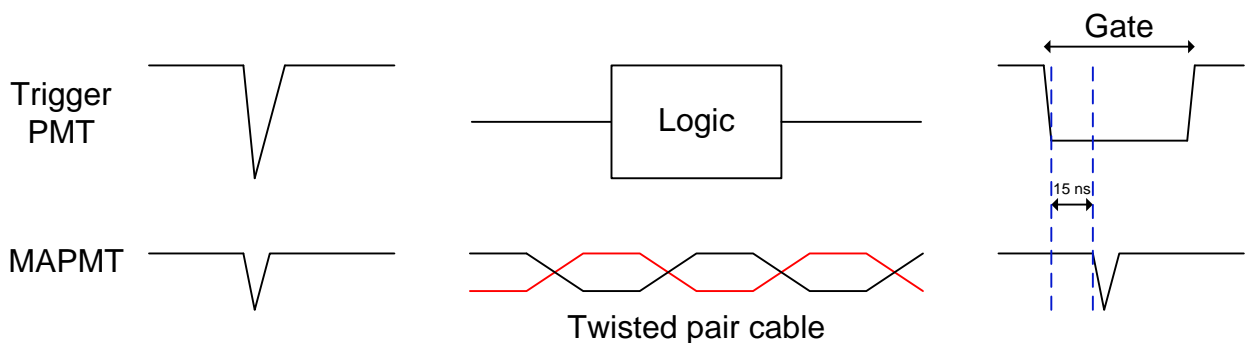 Gate
Trigger
PMT
Logic
15 ns
MAPMT
Twisted pair cable